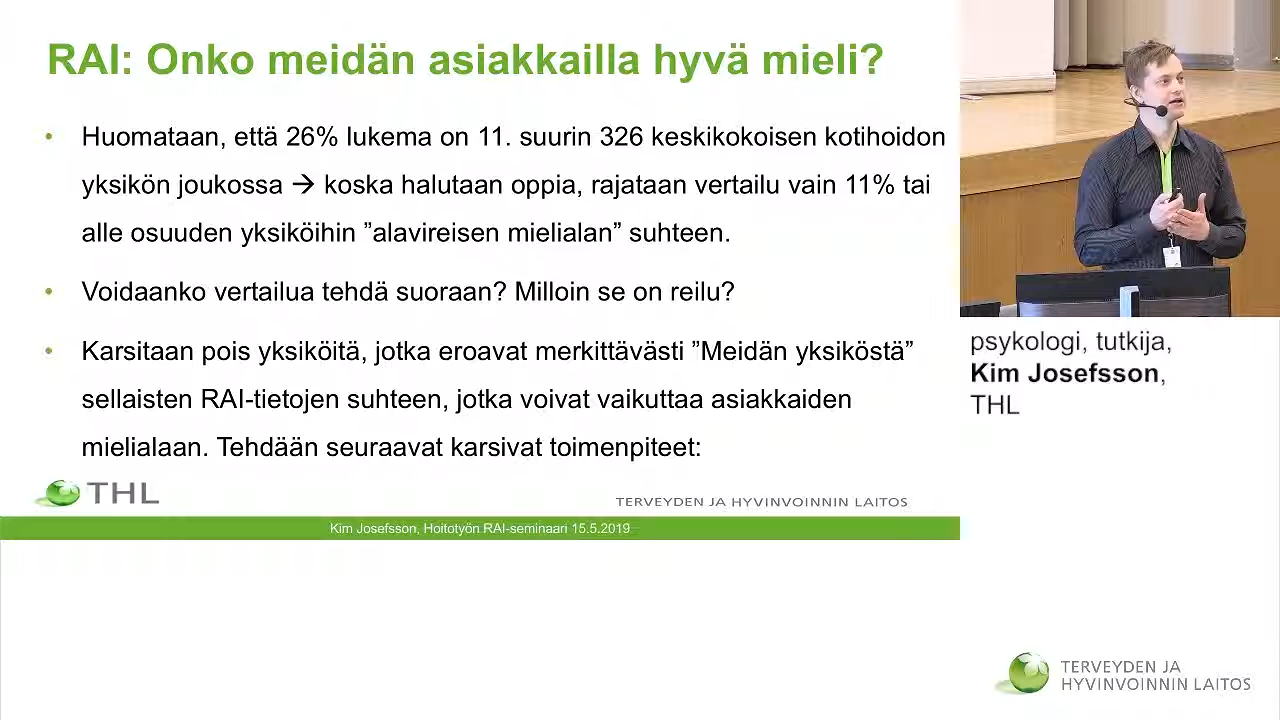 RAI: Onko meidän asiakkailla hyvä mieli?
• Huomataan, että 26% lukema on 11. suurin 326 keskikokoisen kotihoidon
yksikön joukossa → koska halutaan oppia, rajataan vertailu vain 11% tai
alle osuuden yksiköihin ”alavireisen mielialan” suhteen.
• Voidaanko vertailua tehdä suoraan? Milloin se on reilu?
• Karsitaan pois yksiköitä, jotka eroavat merkittävästi ”Meidän yksiköstä”
sellaisten RAI-tietojen suhteen, jotka voivat vaikuttaa asiakkaiden
mielialaan. Tehdään seuraavat karsivat toimenpiteet:
THL
TERVEYDEN JA HYVINVOINNIN LAITOS
Kim Josefsson, Hoitotyön RAI-seminaari 15.5.2019
psykologi, tutkija,
Kim Josefsson,
THL
TERVEYDEN JA
HYVINVOINNIN LAITOS